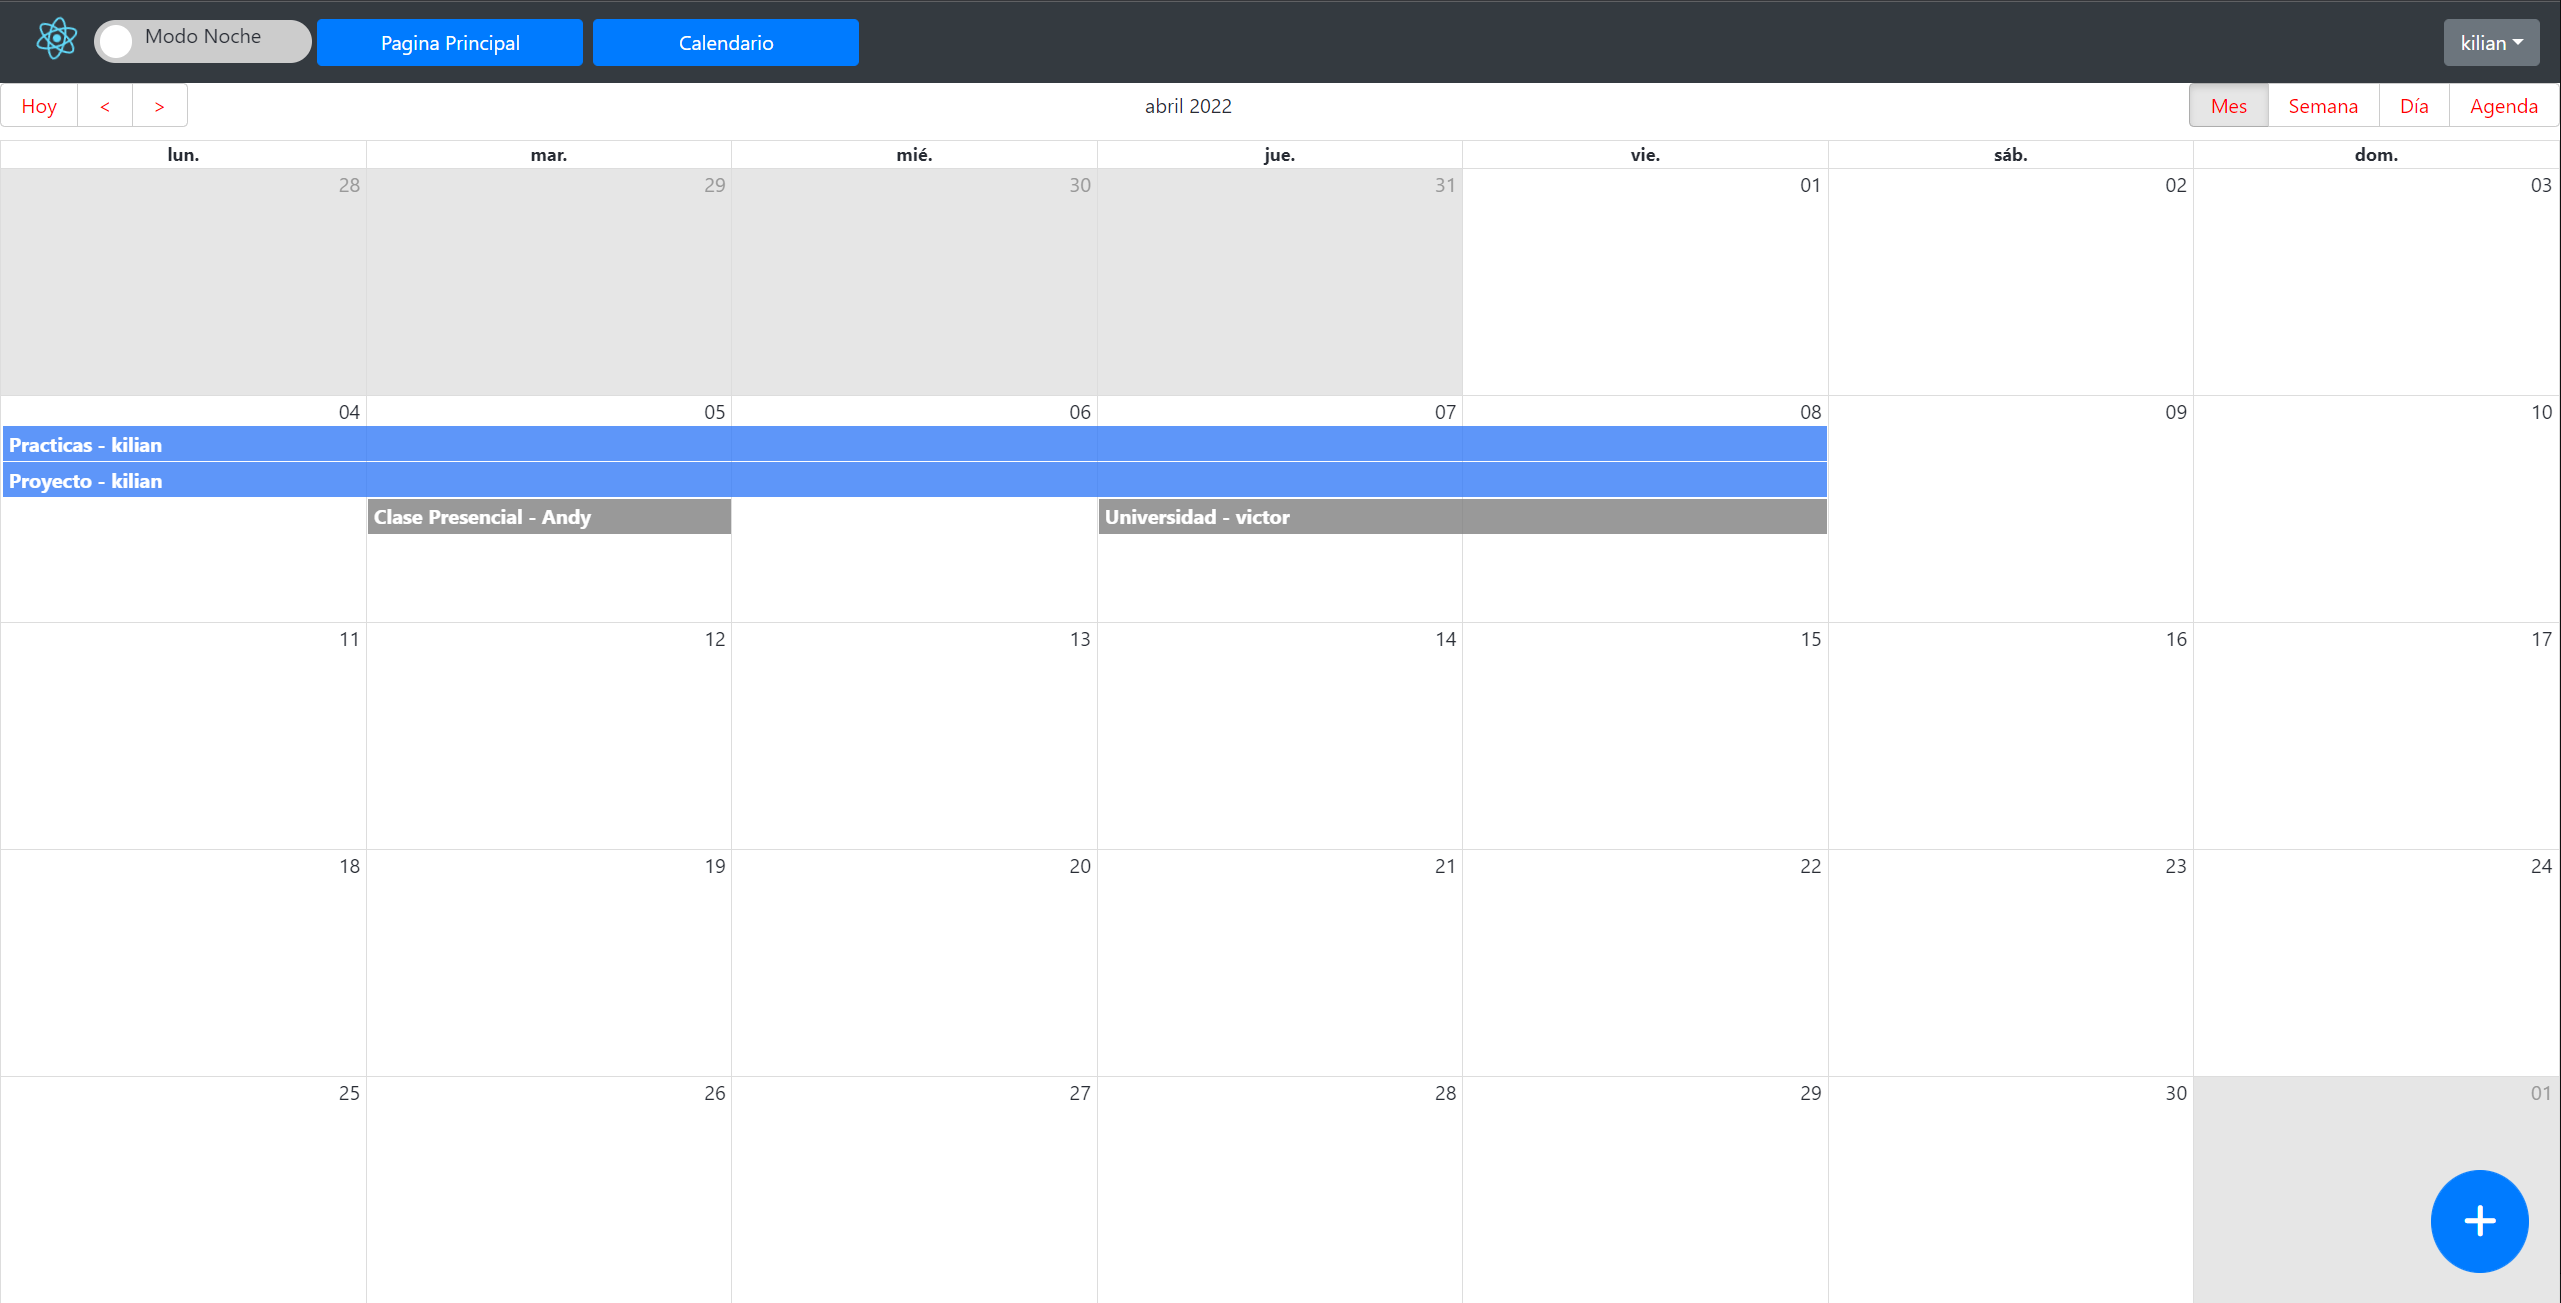 Modo Noche Pagina Principal Calendario kilian
Hoy < > abril 2022 Mes Semana Día Agenda
lun. mar. mié. jue. vie. sáb. dom.
28 29 30 31 01 02 03
04 05 06 07 08 09 10
Practicas - kilian
Proyecto - kilian
Clase Presencial - Andy Universidad - victor
11 12 13 14 15 16 17
18 19 20 21 22 23 24
25 26 27 28 29 30 01
+